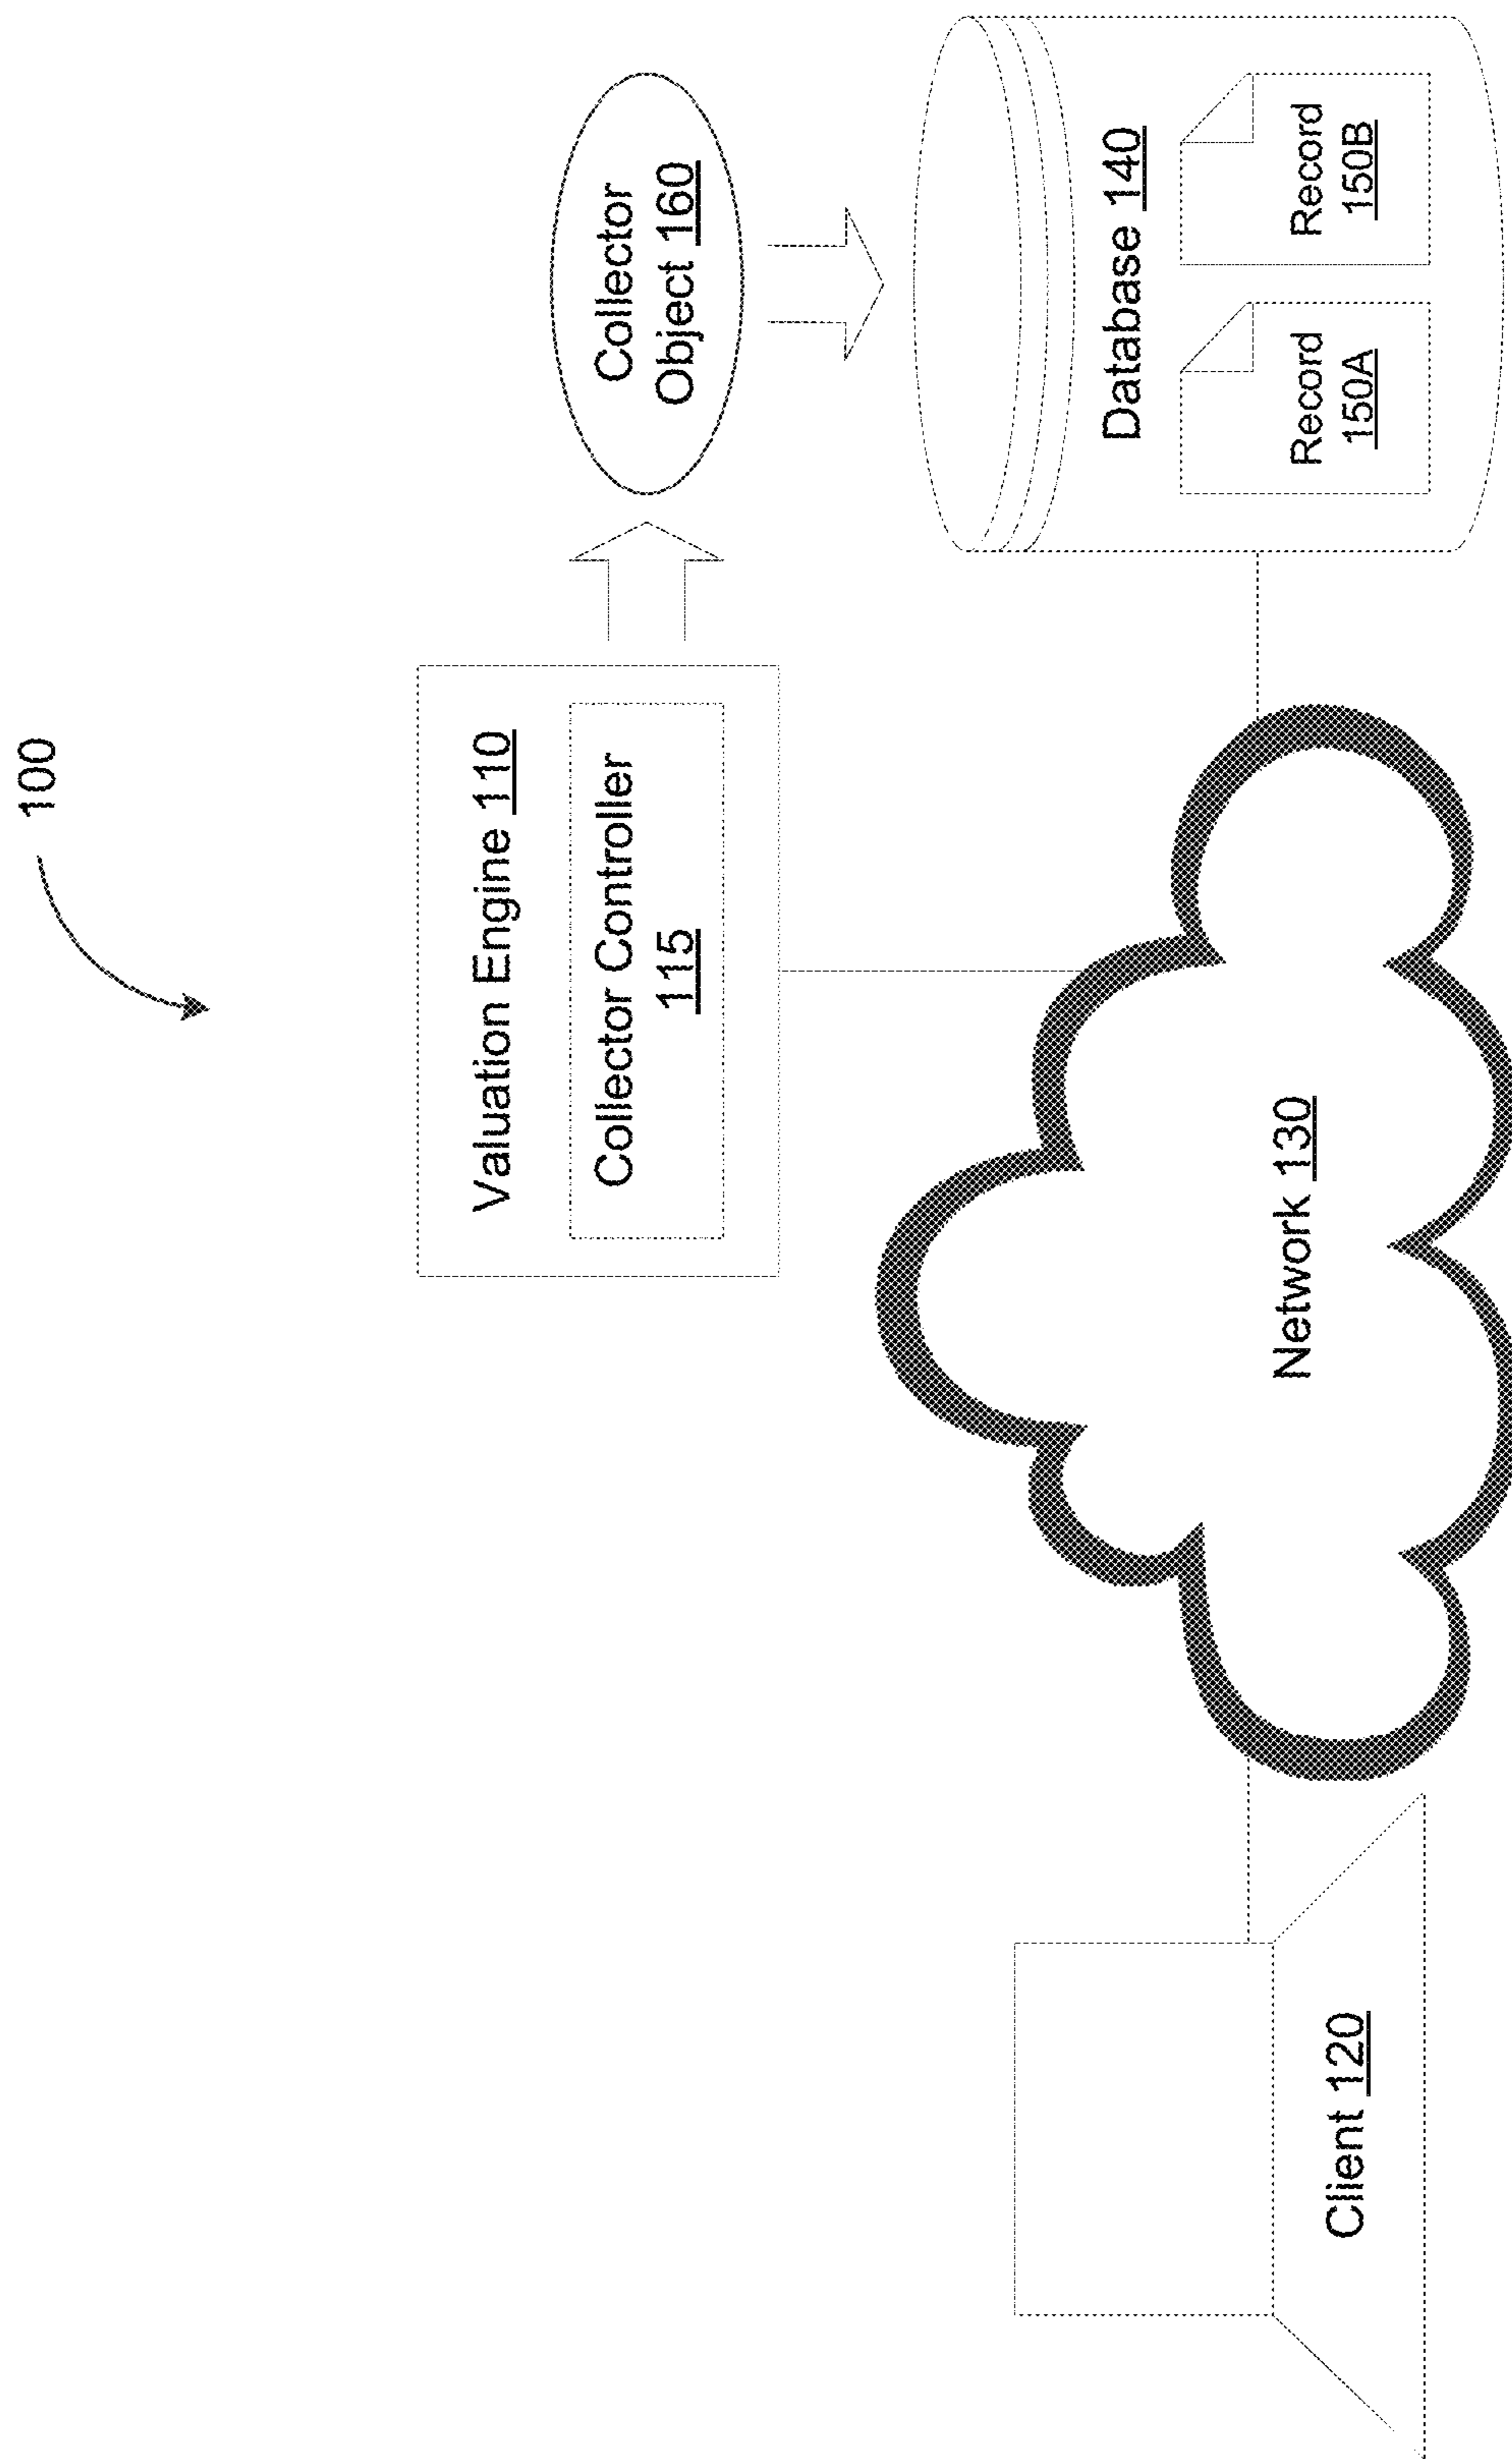 100
Valuation Engine 110
Collector Controller
115
Collector
Object 160
Client 120
Network 130
Database 140
Record
150A
Record
150B